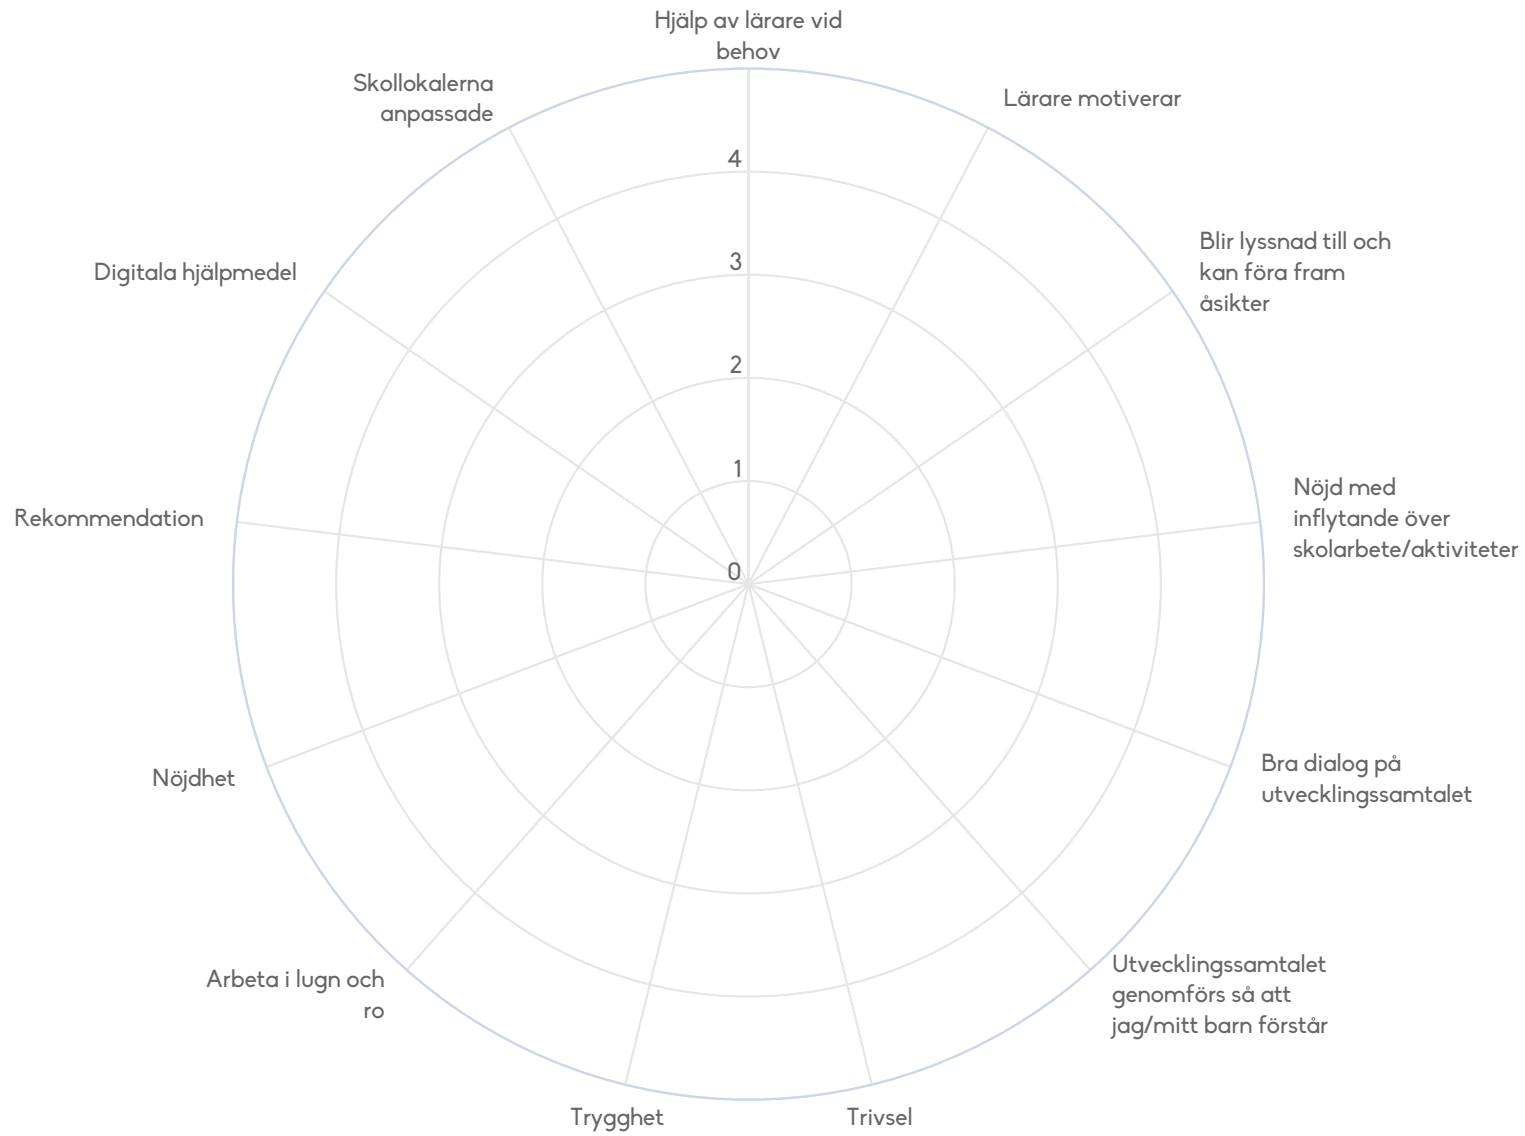 Hjälp av lärare vid
behov
Lärare motiverar
Blir lyssnad till och
kan föra fram
åsikter
Nöjd med
inflytande över
skolarbete/aktiviteter
Bra dialog på
utvecklingssamtalet
Utvecklingssamtalet
genomförs så att
jag/mitt barn förstår
Trivsel
Trygghet
Arbeta i lugn och
ro
Nöjdhet
Rekommendation
Digitala hjälpmedel
Skollokalerna
anpassade
4
3
2
1
0